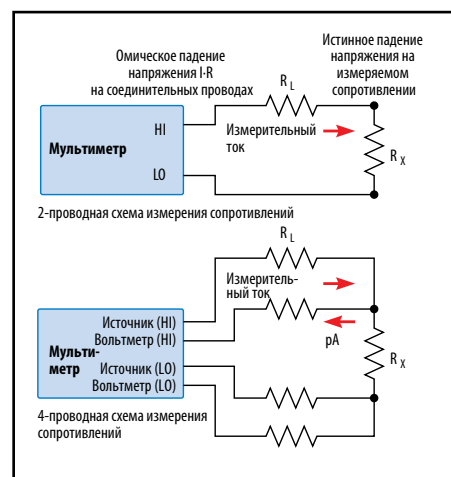 Омическое падение
напряжения I·R
на соединительных проводах
Истинное падение
напряжения на
измеряемом
сопротивлении
R L
HI
Измерительный
ток
Мультиметр
R X
LO
2-проводная схема измерения сопротивлений
R L
Измеритель-
ный ток
Источник (HI)
Вольтметр (HI)
pA
Мульти-
метр
R X
Источник (LO)
Вольтметр (LO)
4-проводная схема измерения
сопротивлений